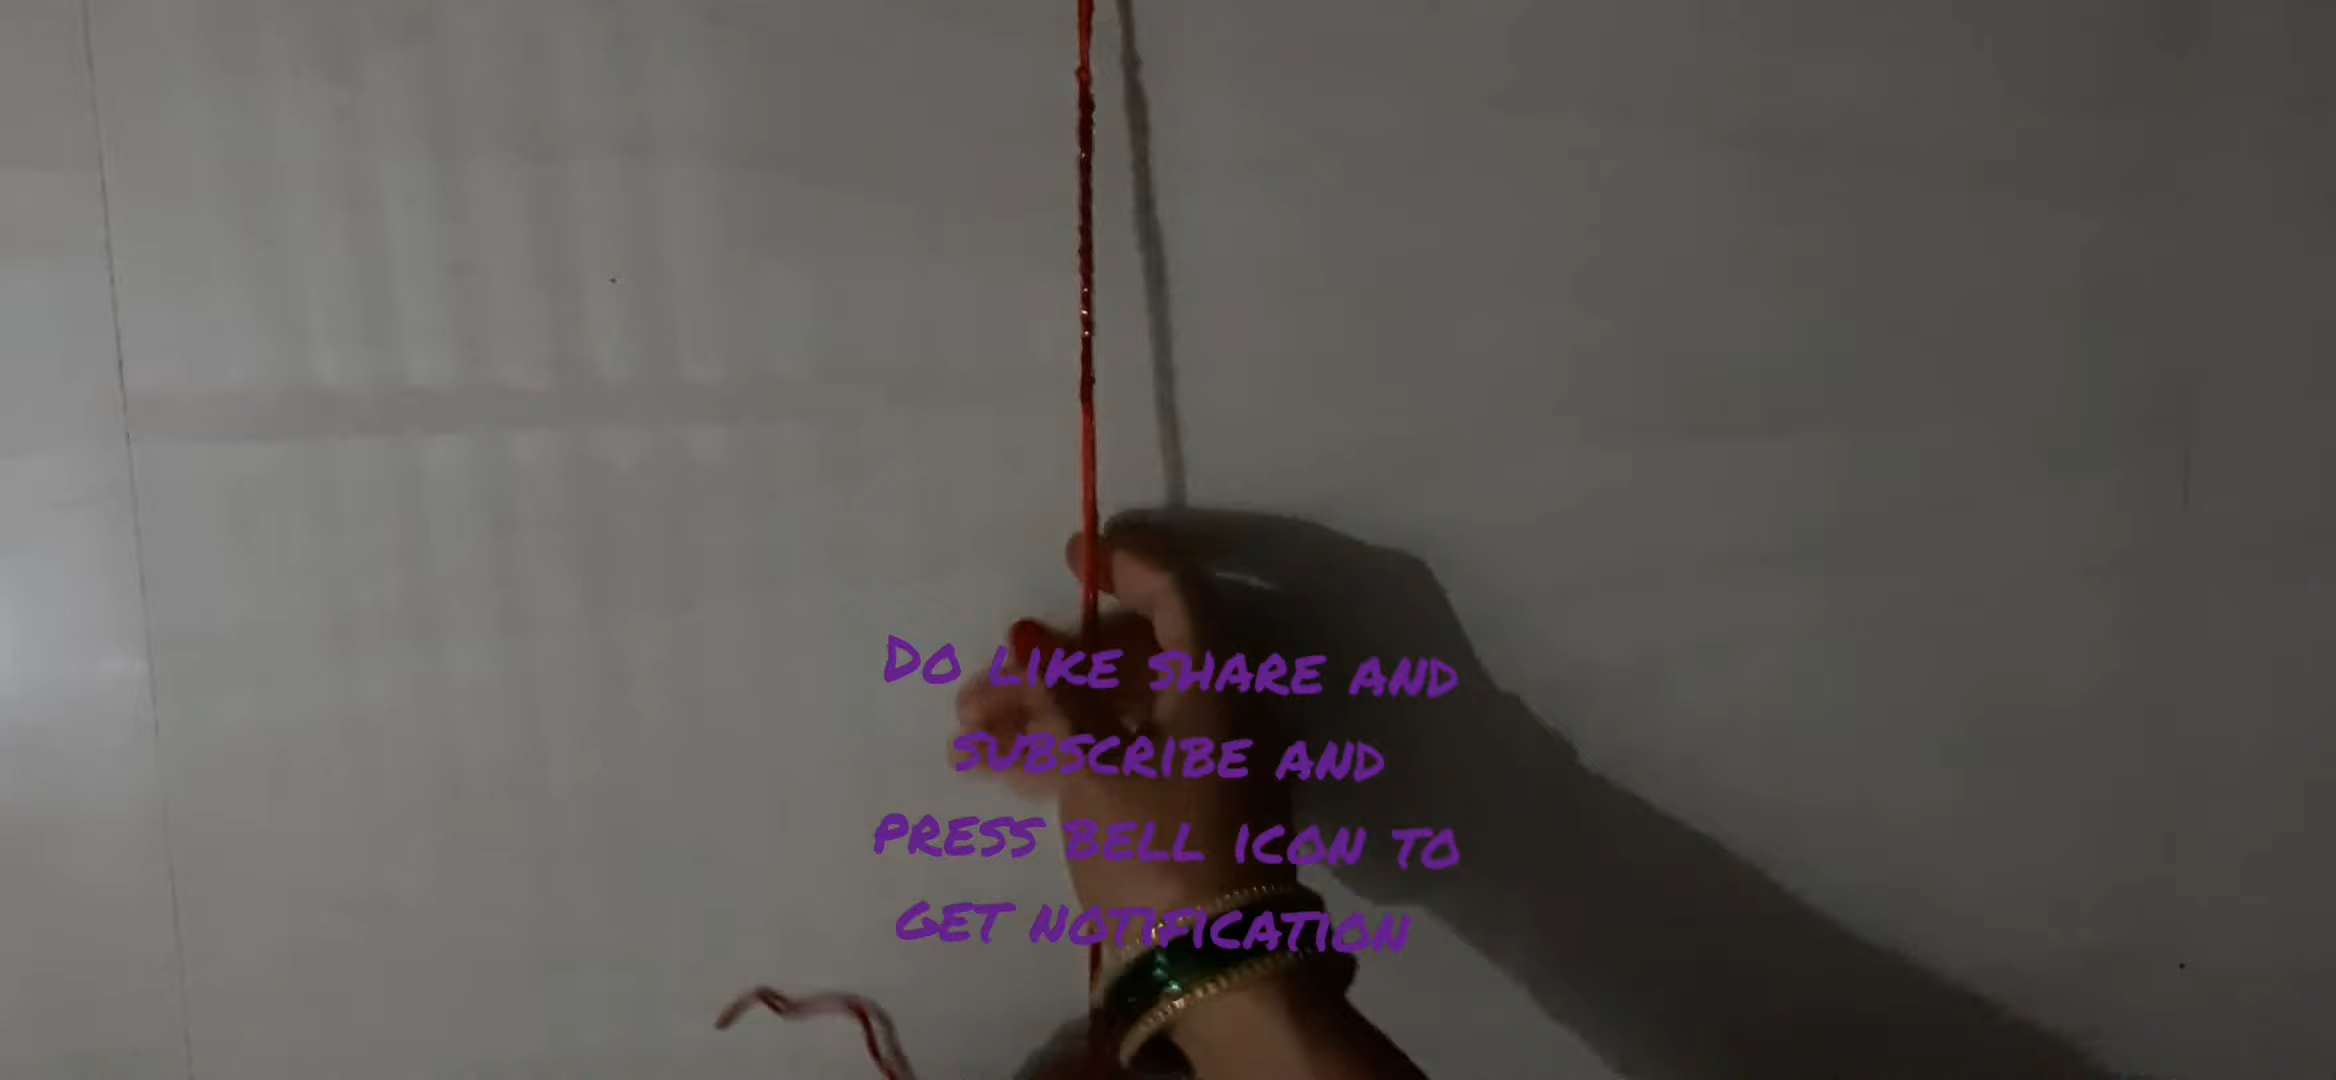 Do like share and
subscribe and
press bell icon to
get notification